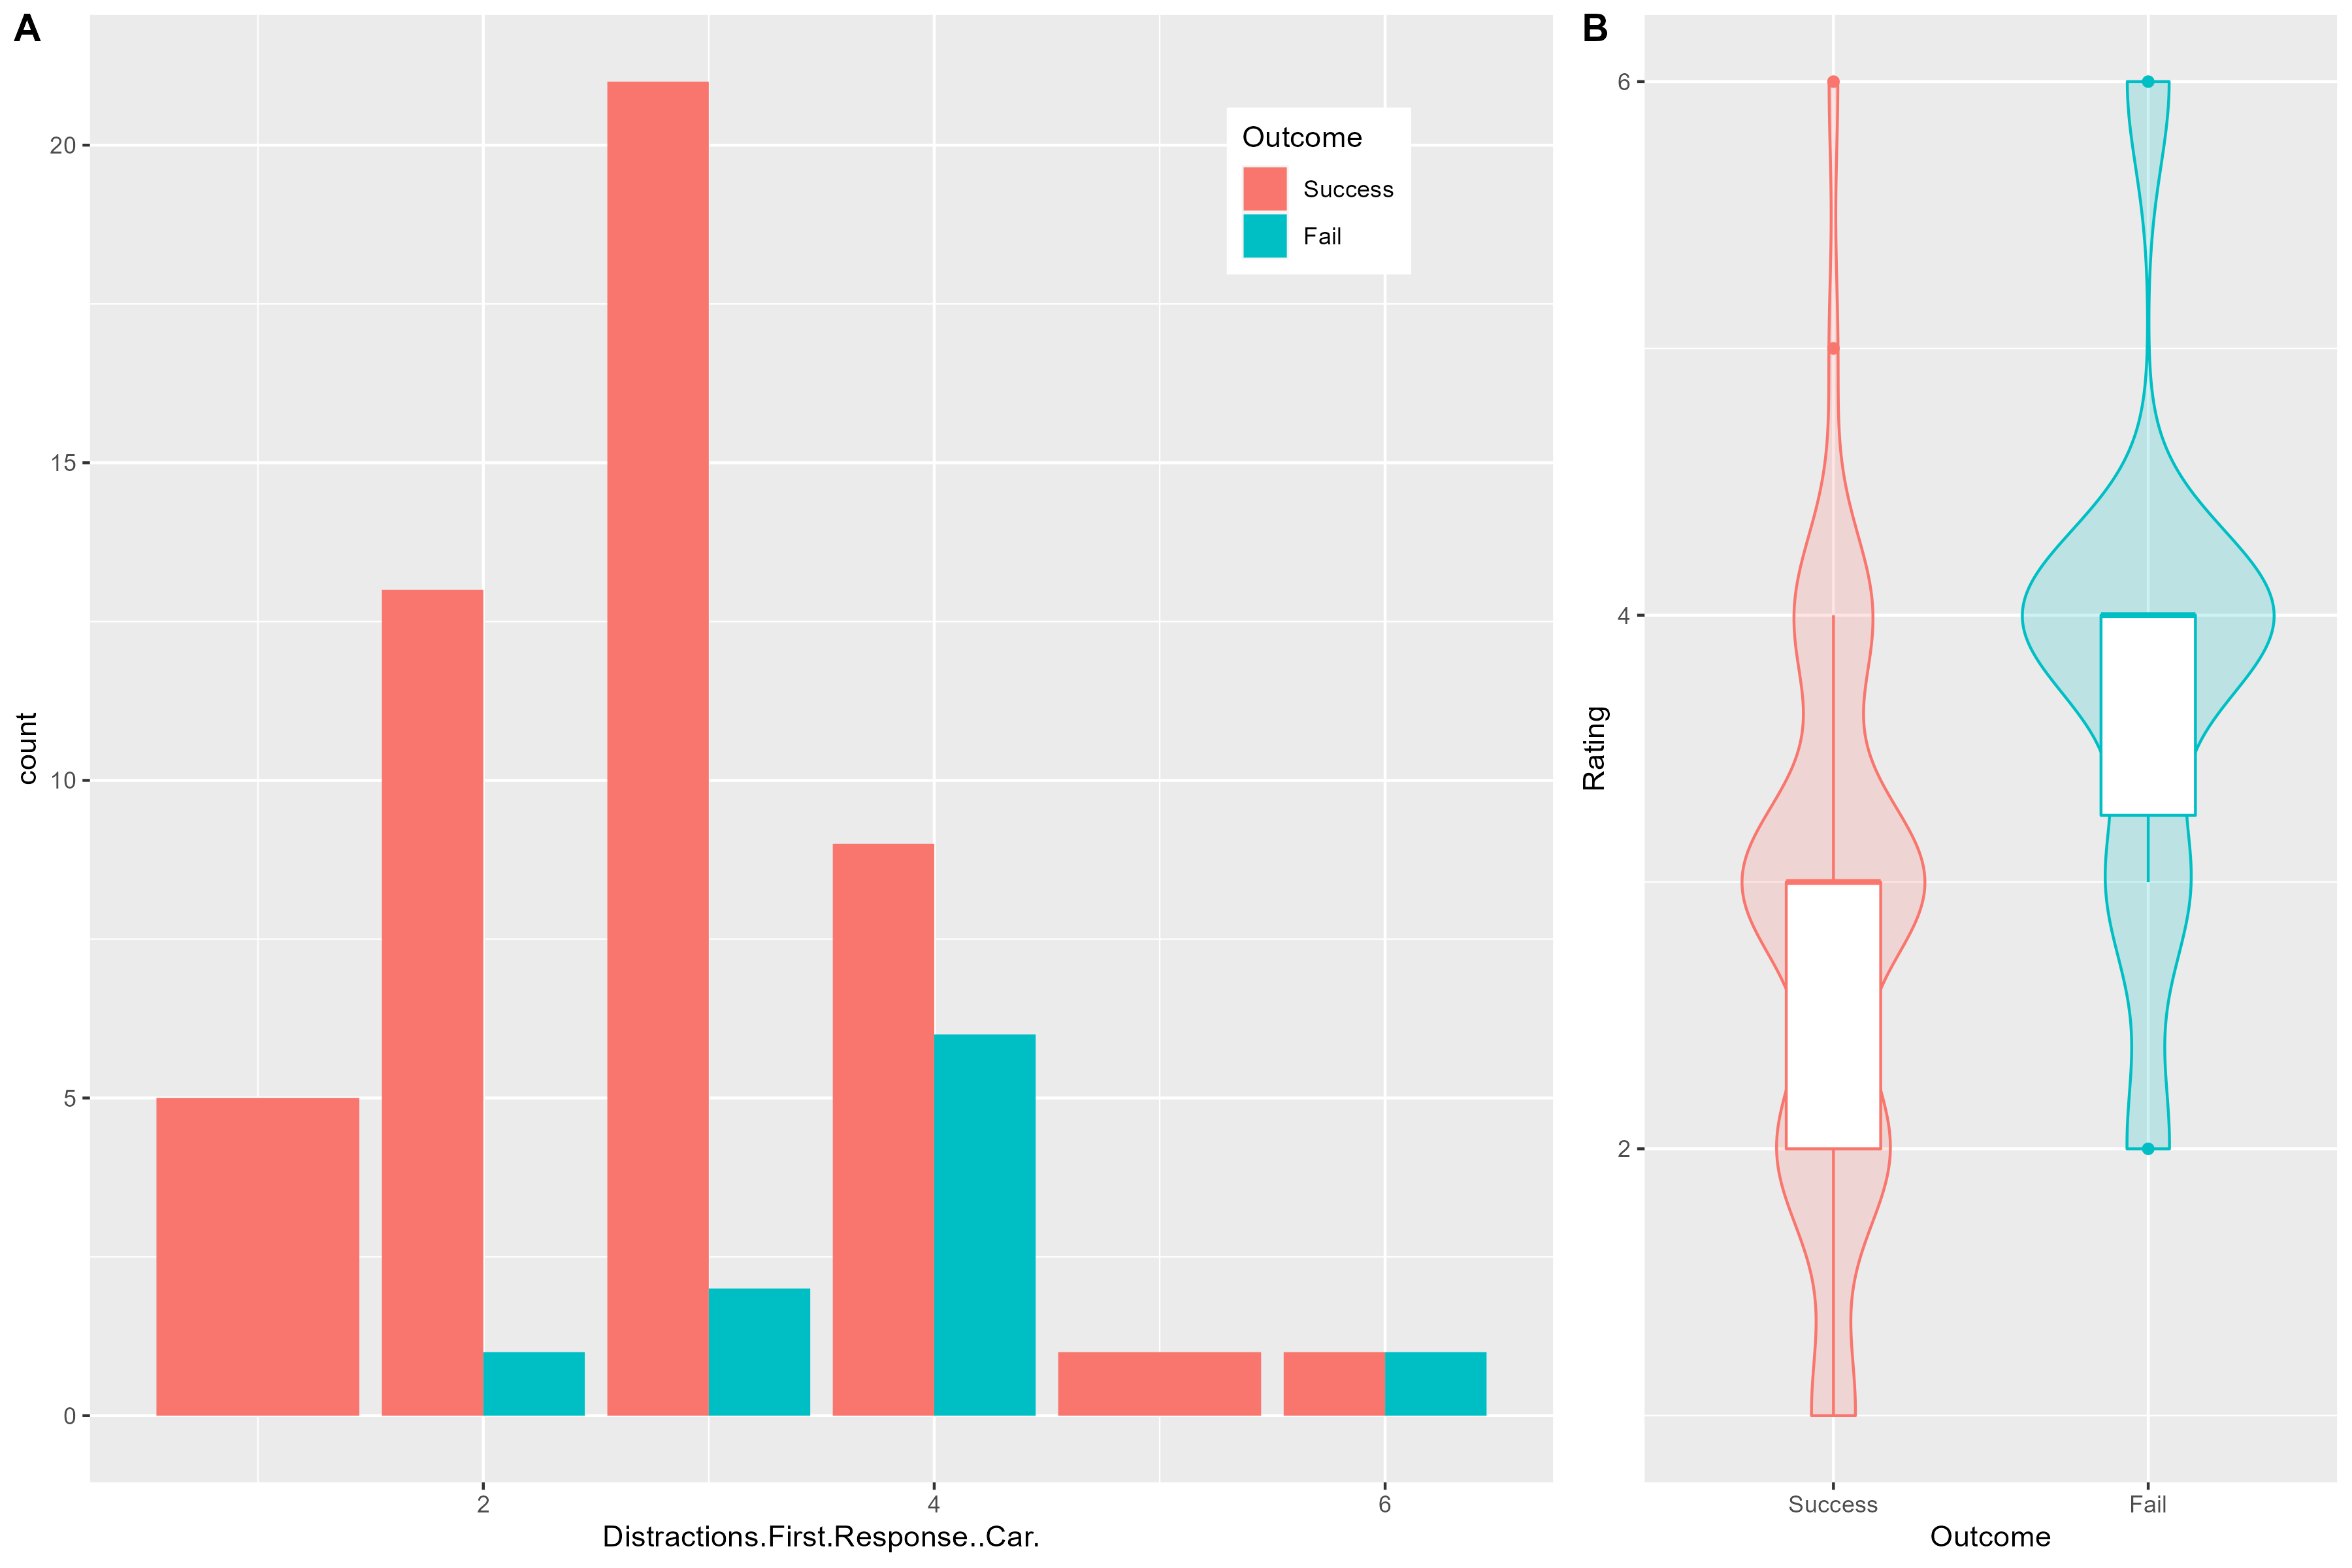 A
20
15
10
5
0
count
2
4
6
Distractions.First.Response..Car.
Outcome
Success
Fail
B
6
4
2
Rating
Success
Fail
Outcome